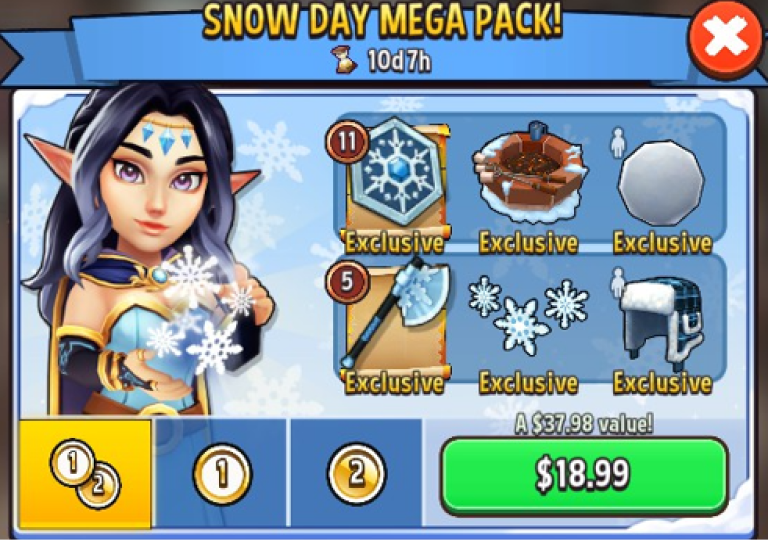 SNOW DAY MEGA PACK!
10d7h
11
Exclusive Exclusive Exclusive
5
Exclusive Exclusive Exclusive
A $37.98 value!
1 2 1 2 $18.99